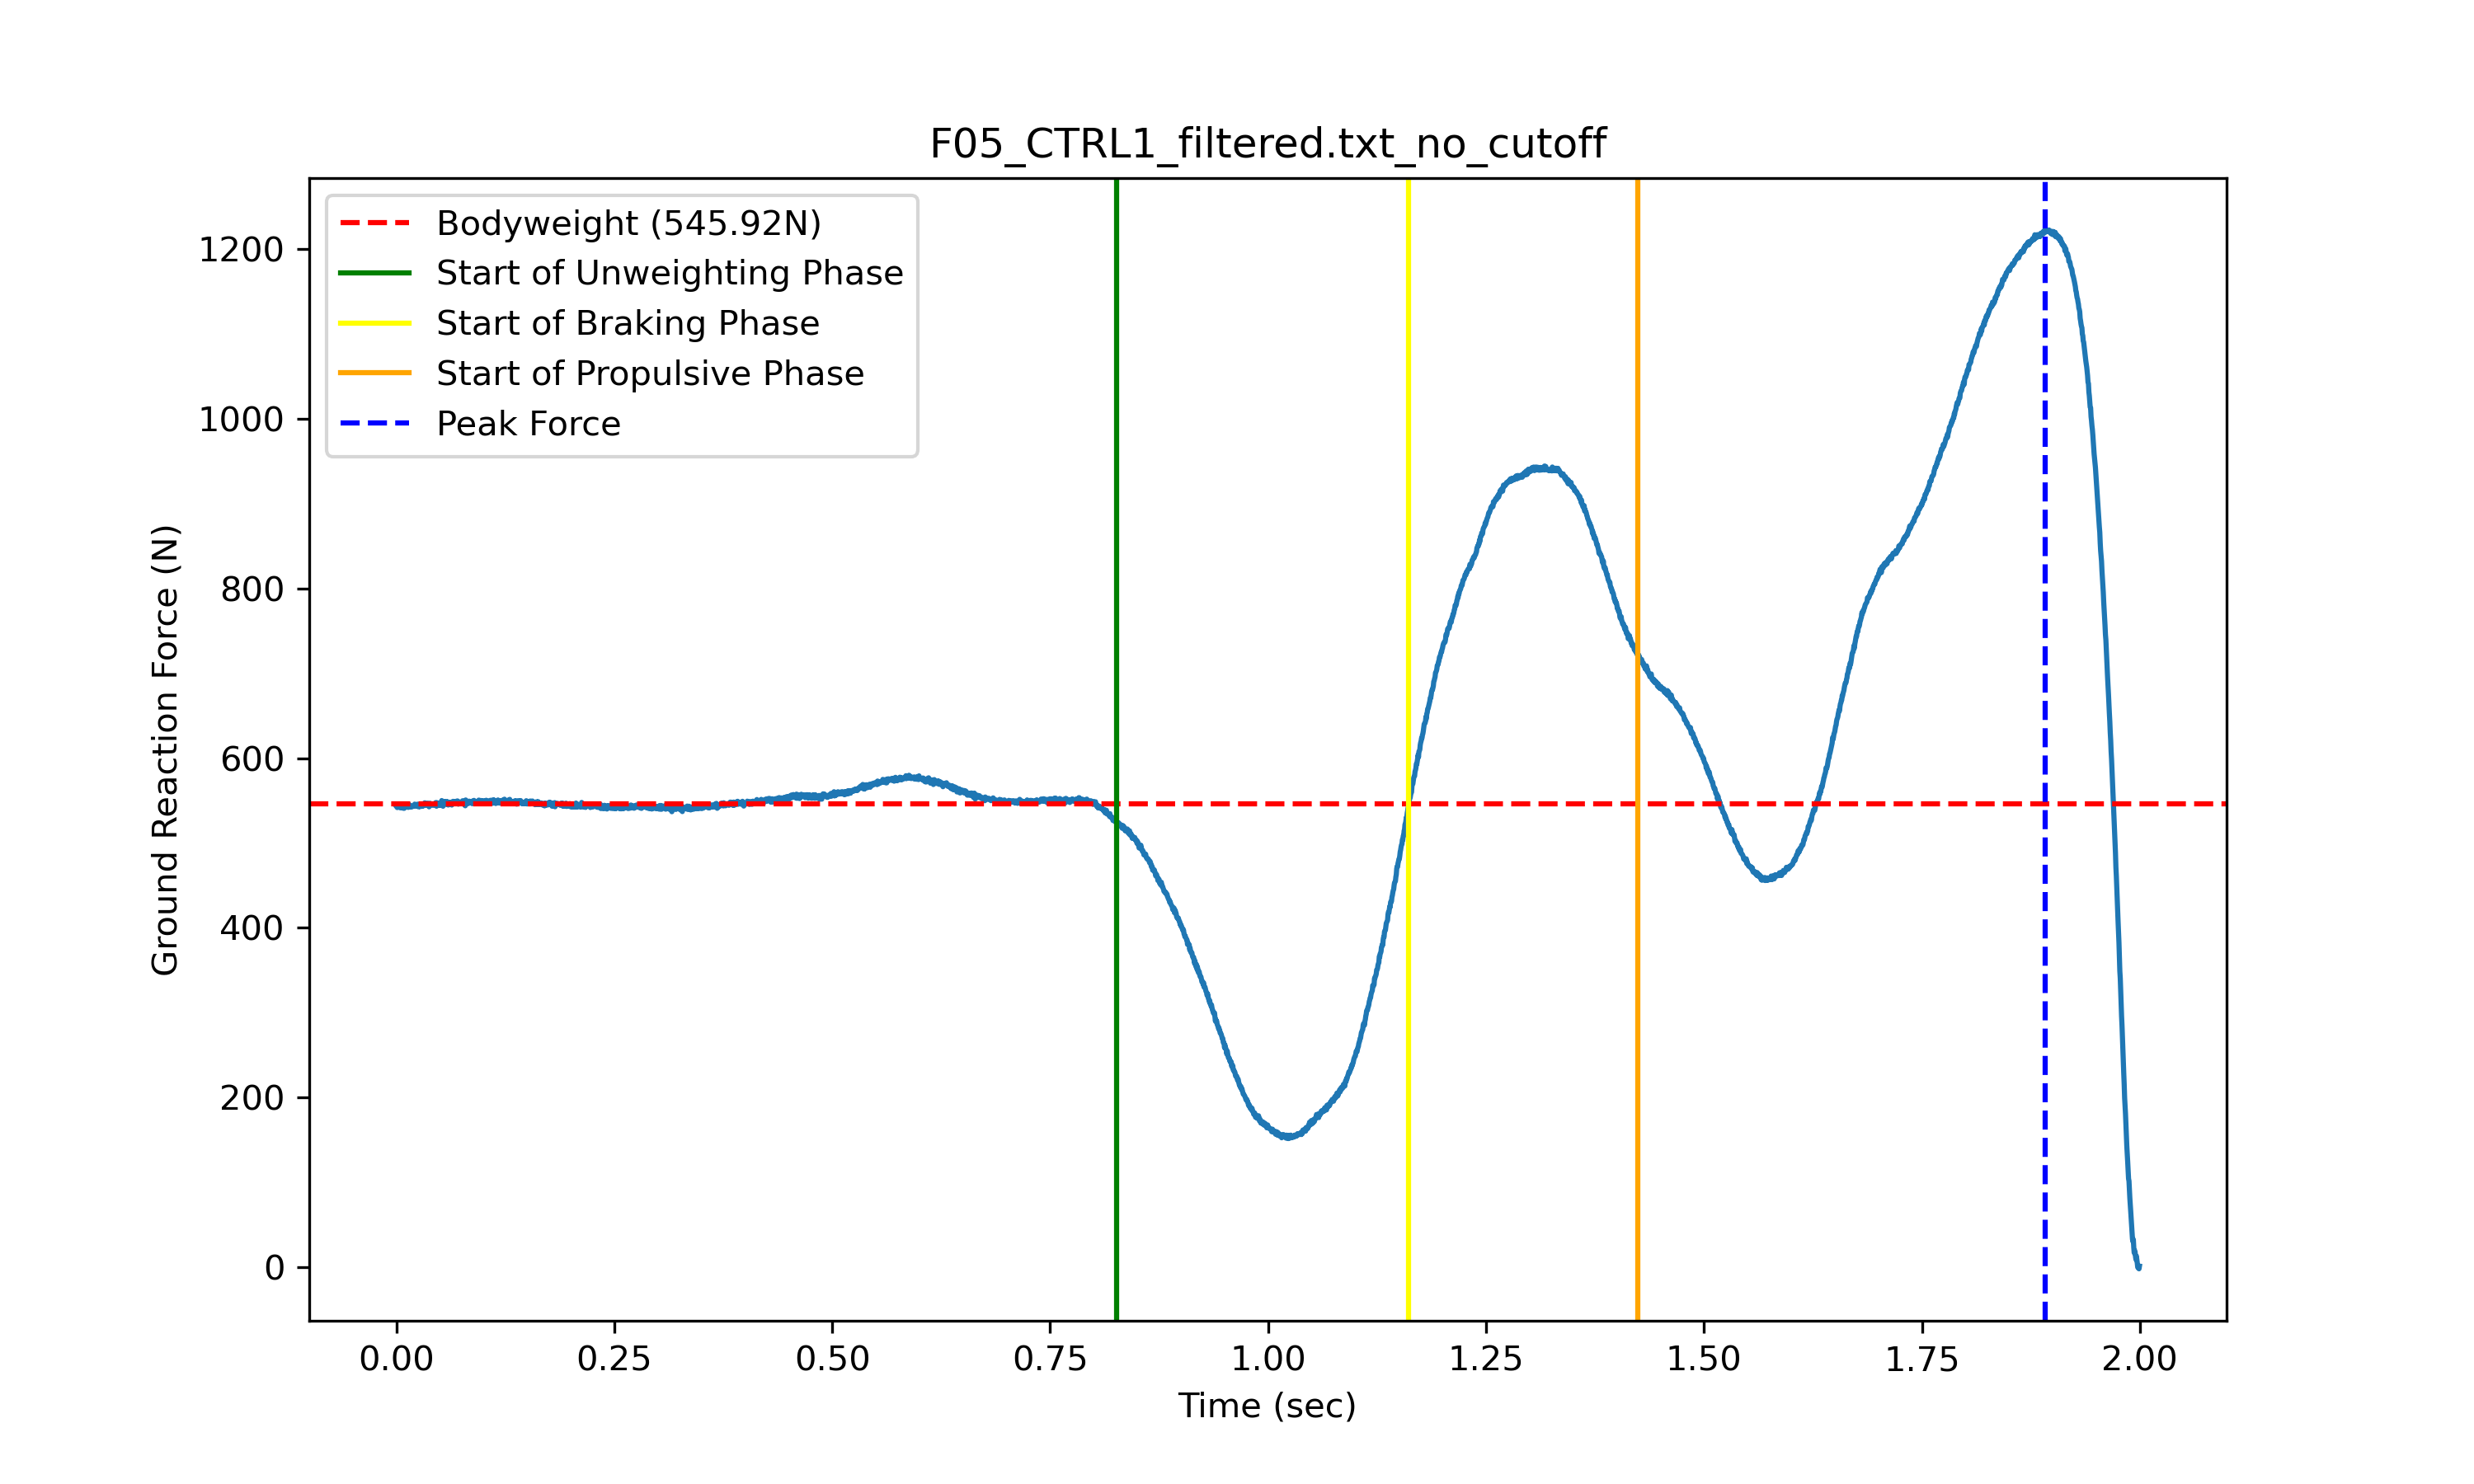 F05_CTRL1_filtered.txt_no_cutoff
Bodyweight (545.92N)
Start of Unweighting Phase
Start of Braking Phase
Start of Propulsive Phase
Peak Force
Ground Reaction Force (N)
1200
1000
800
600
400
200
0
0.00 0.25 0.50 0.75 1.00 1.25 1.50 1.75 2.00
Time (sec)